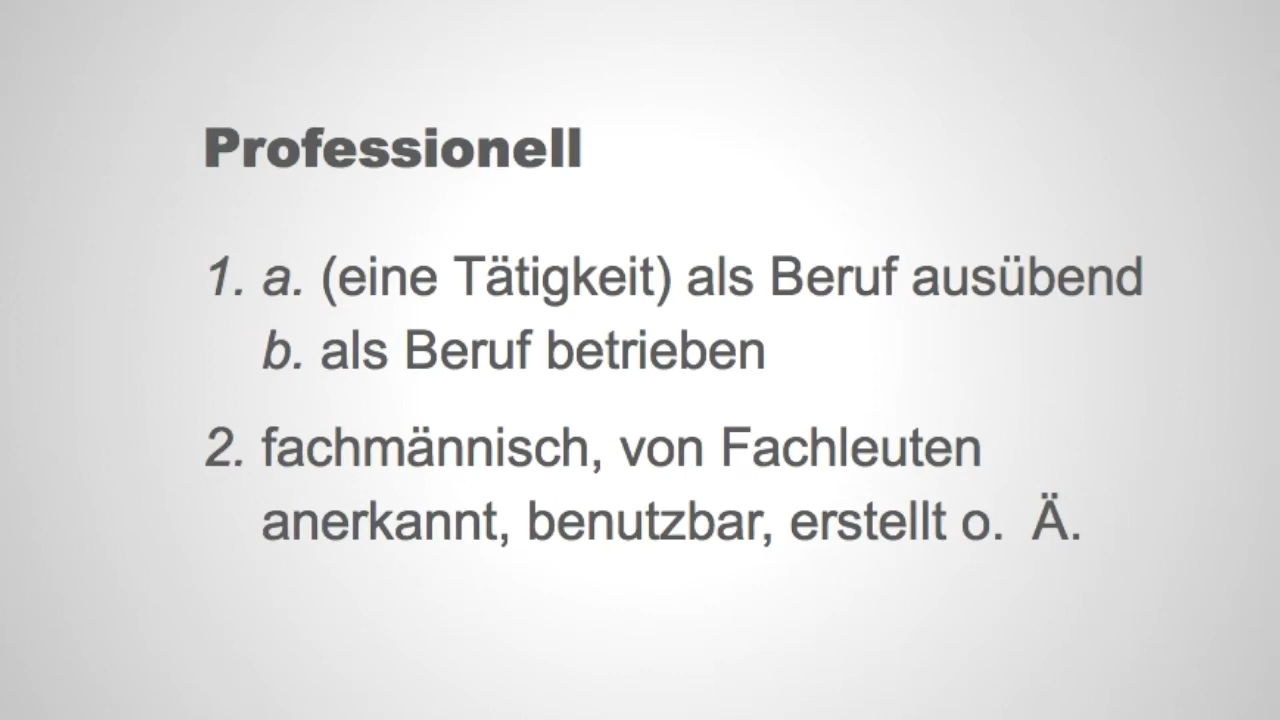 Professionell
1. a. (eine Tätigkeit) als Beruf ausübend
b. als Beruf betrieben
2. fachmännisch, von Fachleuten
anerkannt, benutzbar, erstellt o. Ä.